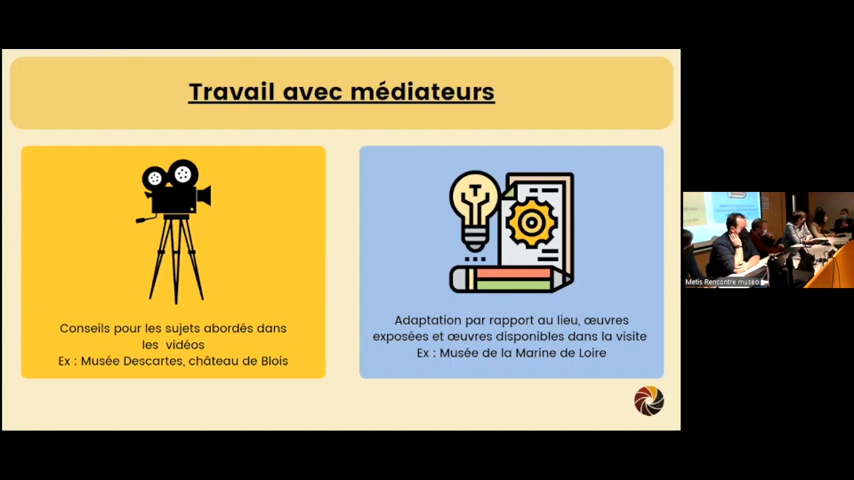 Travail avec médiateurs
Conseils pour les sujets abordés dans
les vidéos
Ex : Musée Descartes, château de Blois
Adaptation par rapport au lieu, œuvres
exposées et œuvres disponibles dans la visite
Ex : Musée de la Marine de Loire
Metis Rencontre museo